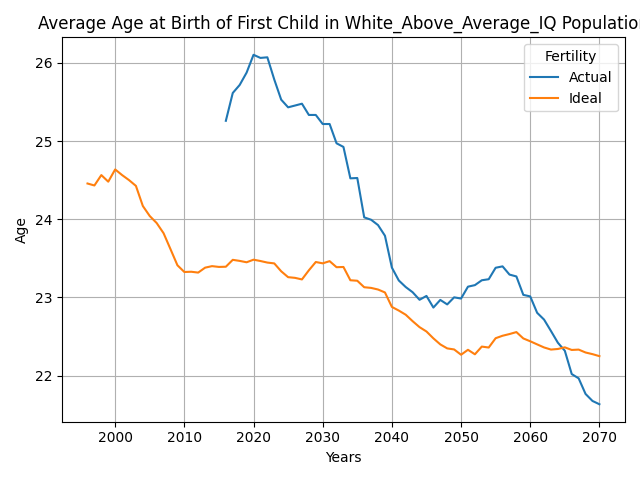 Average Age at Birth of First Child in White_Above_Average_IQ Population
Fertility
Actual
Ideal
26
25
24
23
22
Age
2000
2010
2020
2030
2040
2050
2060
2070
Years